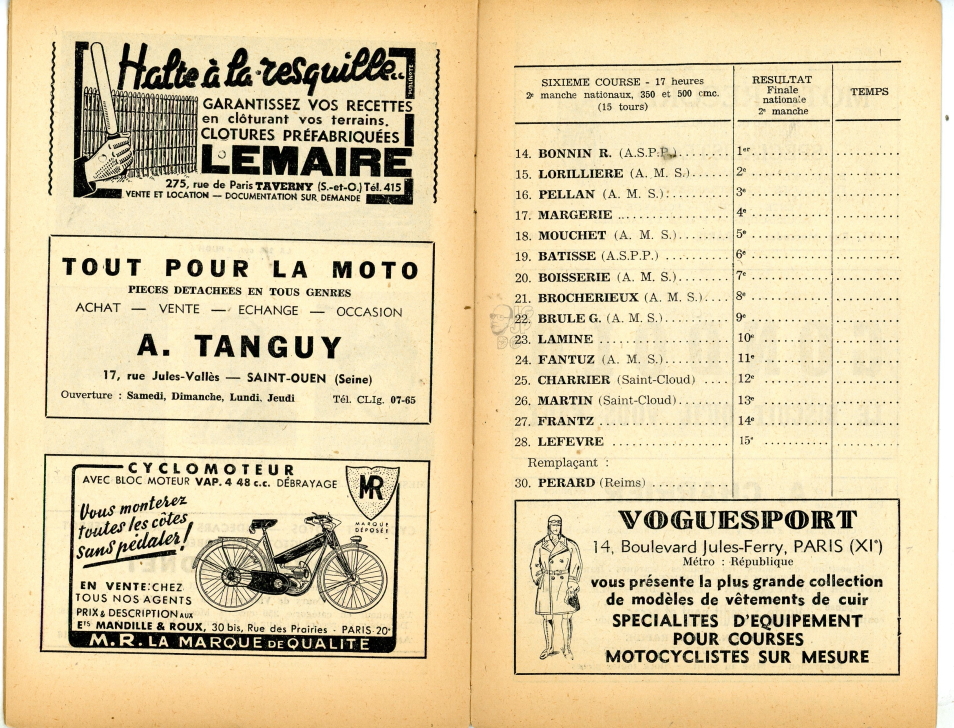 Halte à la resquille..
PUBLINOTE
GARANTISSEZ VOS RECETTES
en clôturant vos terrains.
CLOTURES PRÉFABRIQUÉES
LEMAIRE
275, rue de Paris TAVERNY (S.-et-O.) Tél. 415
VENTE ET LOCATION — DOCUMENTATION SUR DEMANDE
TOUT POUR LA MOTO
PIECES DETACHEES EN TOUS GENRES
ACHAT — VENTE — ECHANGE — OCCASION
A. TANGUY
17, rue Jules-Vallès — SAINT-OUEN (Seine)
Ouverture : Samedi, Dimanche, Lundi, Jeudi Tél. CLIg. 07-65
CYCLOMOTEUR
AVEC BLOC MOTEUR VAP. 4 48 c.c. DÉBRAYAGE
MR
MARQUE
DÉPOSÉE
Vous monterez
toutes les côtes
sans pédaler!
EN VENTE: CHEZ
TOUS NOS AGENTS
PRIX & DESCRIPTION AUX
Ets MANDILLE & ROUX, 30 bis, Rue des Prairies - PARIS-20e
M.R. LA MARQUE DE QUALITÉ
SIXIEME COURSE - 17 heures
2e manche nationaux, 350 et 500 cmc.
(15 tours)
RESULTAT
Finale
nationale
2e manche
TEMPS
14. BONNIN R. (A.S.P.P.) 1er
15. LORILLIERE (A. M. S.) 2e
16. PELLAN (A. M. S.) 3e
17. MARGERIE 4e
18. MOUCHET (A. M. S.) 5e
19. BATISSE (A.S.P.P.) 6e
20. BOISSERIE (A. M. S.) 7e
21. BROCHERIEUX (A. M. S.) 8e
22. BRULE G. (A. M. S.) 9e
23. LAMINE 10e
24. FANTUZ (A. M. S.) 11e
25. CHARRIER (Saint-Cloud) 12e
26. MARTIN (Saint-Cloud) 13e
27. FRANTZ 14e
28. LEFEVRE 15e
Remplaçant :
30. PERARD (Reims)
VOGUESPORT
14, Boulevard Jules-Ferry, PARIS (XIe)
Métro : République
vous présente la plus grande collection
de modèles de vêtements de cuir
SPECIALITES D'EQUIPEMENT
POUR COURSES
MOTOCYCLISTES SUR MESURE